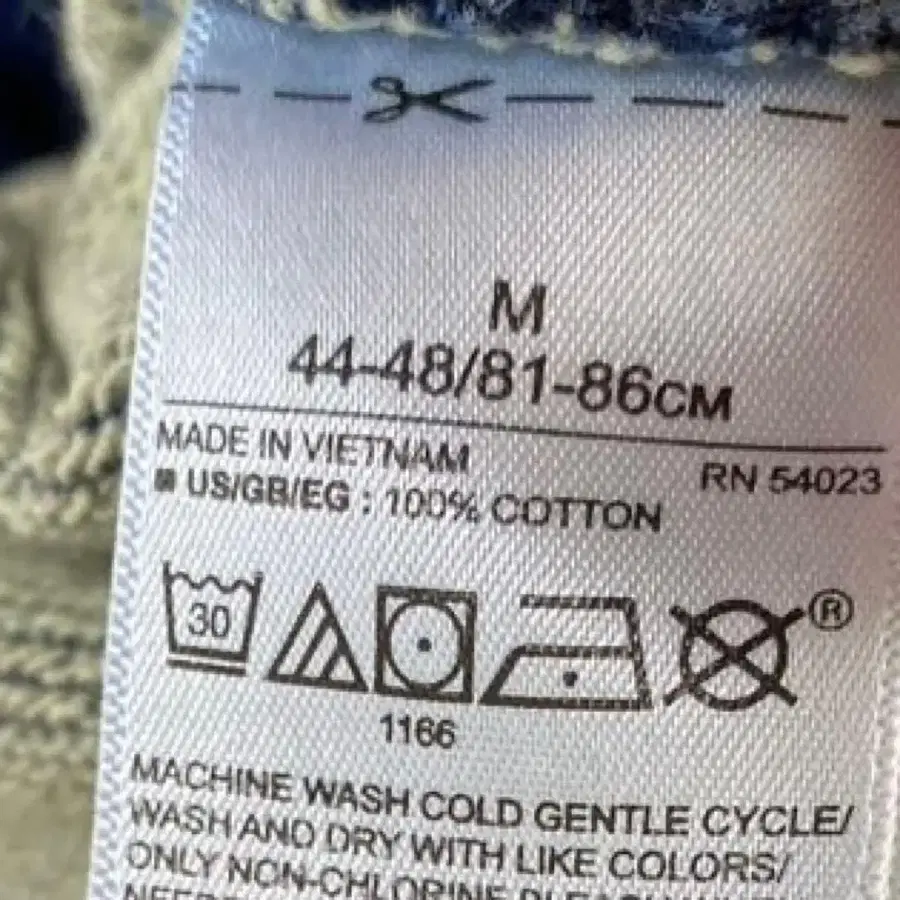 M
44-48/81-86CM
MADE IN VIETNAM
RN 54023
US/GB/EG : 100% COTTON
30
®
1166
MACHINE WASH COLD GENTLE CYCLE/
WASH AND DRY WITH LIKE COLORS/
ONLY NON-CHLORINE BLEACH